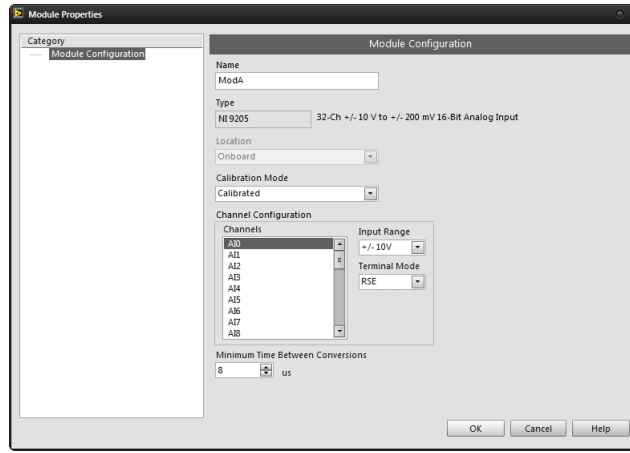 Module Properties
Category
Module Configuration
Module Configuration
Name
ModA
Type
NI 9205
32-Ch +/- 10 V to +/- 200 mV 16-Bit Analog Input
Location
Onboard
Calibration Mode
Calibrated
Channel Configuration
Channels
AI0
AI1
AI2
AI3
AI4
AI5
AI6
AI7
AI8
Input Range
+/- 10V
Terminal Mode
RSE
Minimum Time Between Conversions
8 us
OK Cancel Help